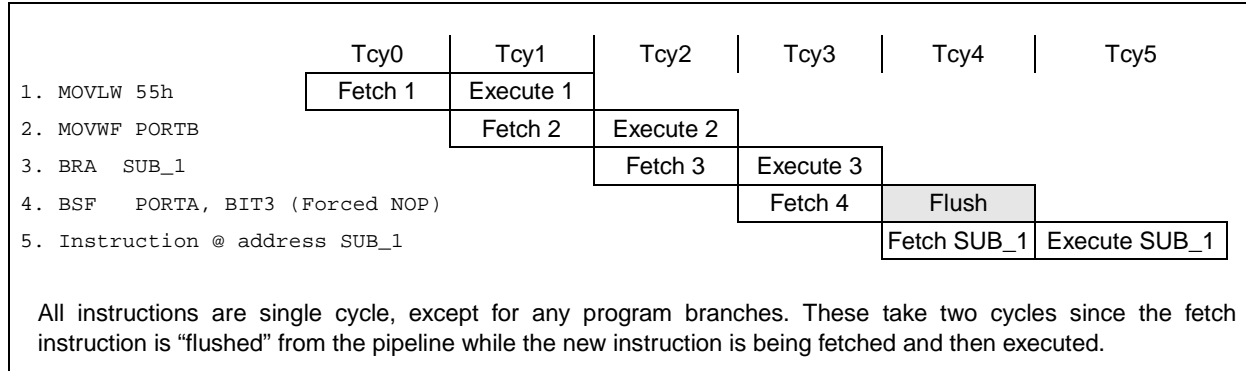 Tcy0 Tcy1 Tcy2 Tcy3 Tcy4 Tcy5
1. MOVLW 55h Fetch 1 Execute 1
2. MOVWF PORTB Fetch 2 Execute 2
3. BRA SUB_1 Fetch 3 Execute 3
4. BSF PORTA, BIT3 (Forced NOP) Fetch 4 Flush
5. Instruction @ address SUB_1 Fetch SUB_1 Execute SUB_1
All instructions are single cycle, except for any program branches. These take two cycles since the fetch
instruction is “flushed” from the pipeline while the new instruction is being fetched and then executed.